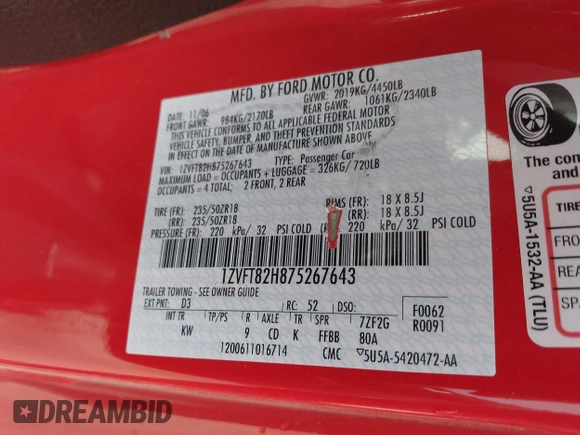 MFD. BY FORD MOTOR CO.
DATE: 11/06 GVWR: 2019KG/4450LB
FRONT GAWR: 984KG/2170LB REAR GAWR: 1061KG/2340LB
THIS VEHICLE CONFORMS TO ALL APPLICABLE FEDERAL MOTOR
VEHICLE SAFETY, BUMPER, AND THEFT PREVENTION STANDARDS
IN EFFECT ON THE DATE OF MANUFACTURE SHOWN ABOVE.
VIN: 1ZVFT82H875267643 TYPE: Passenger Car
MAXIMUM LOAD = OCCUPANTS + LUGGAGE = 326KG / 720LB
OCCUPANTS = 4 TOTAL: 2 FRONT, 2 REAR
TIRE (FR): 235/50ZR18 RIMS (FR): 18 X 8.5J
(RR): 235/50ZR18 (RR): 18 X 8.5J
PRESSURE (FR): 220 kPa/ 32 PSI COLD (RR): 220 kPa/ 32 PSI COLD
1ZVFT82H875267643
TRAILER TOWING - SEE OWNER GUIDE
EXT PNT: D3 RC: 52 DSO: F0062
R0091
INT TR TP/PS R AXLE TR SPR 7ZF2G
KW 9 CD K FFBB 80A
1200611016714 CMC ▽5U5A-5420472-AA
The con
and
TIRE
FRO
REA
SPA
▽5U5A-1532-AA (TLU)
DREAMBID